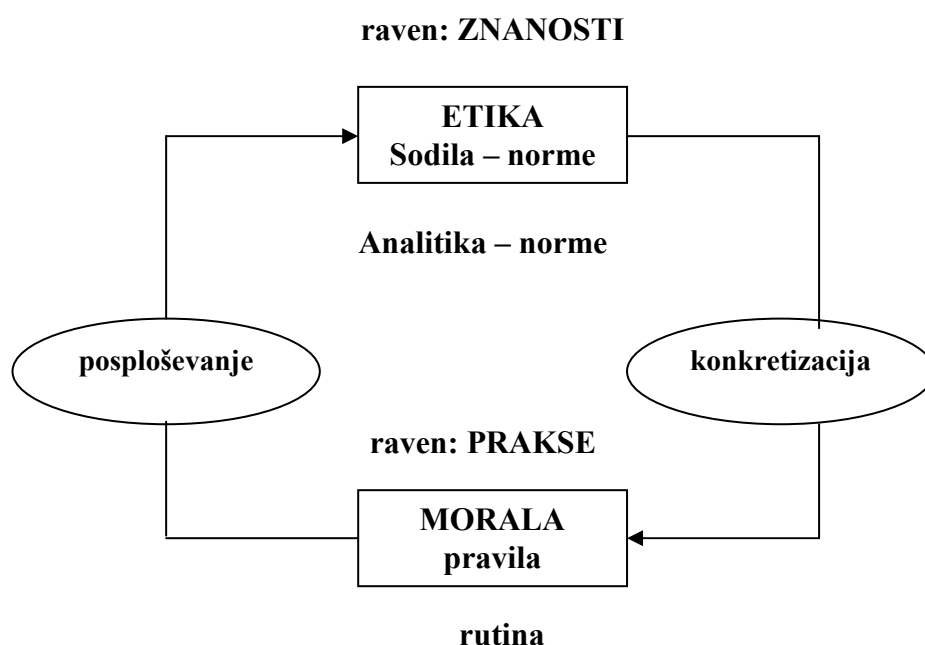 raven: ZNANOSTI
ETIKA
Sodila – norme
Analitika – norme
posploševanje
konkretizacija
raven: PRAKSE
MORALA
pravila
rutina